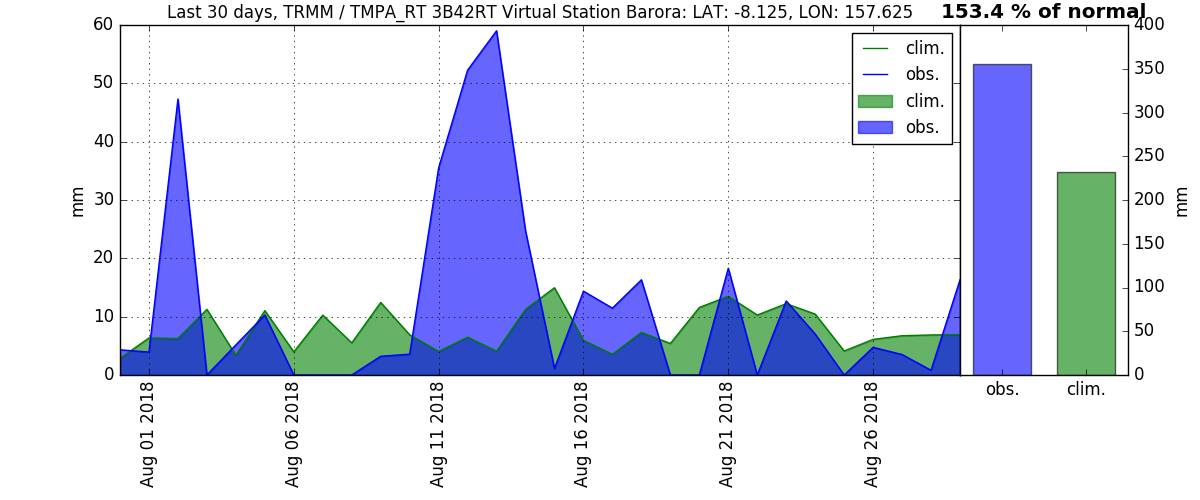 Last 30 days, TRMM / TMPA_RT 3B42RT Virtual Station Barora: LAT: -8.125, LON: 157.625
153.4 % of normal
60
50
40
30
20
10
0
mm
clim.
obs.
clim.
obs.
400
350
300
250
200
150
100
50
0
mm
Aug 01 2018
Aug 06 2018
Aug 11 2018
Aug 16 2018
Aug 21 2018
Aug 26 2018
obs.
clim.